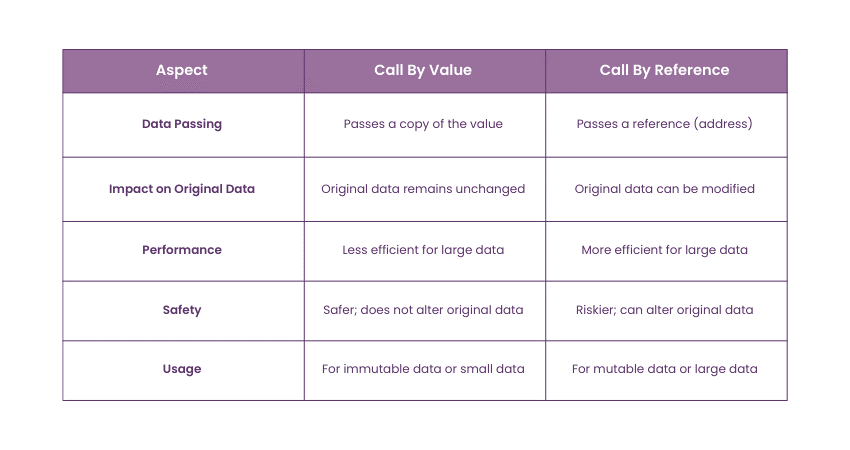 Aspect Call By Value Call By Reference
Data Passing Passes a copy of the value Passes a reference (address)
Impact on Original Data Original data remains unchanged Original data can be modified
Performance Less efficient for large data More efficient for large data
Safety Safer; does not alter original data Riskier; can alter original data
Usage For immutable data or small data For mutable data or large data